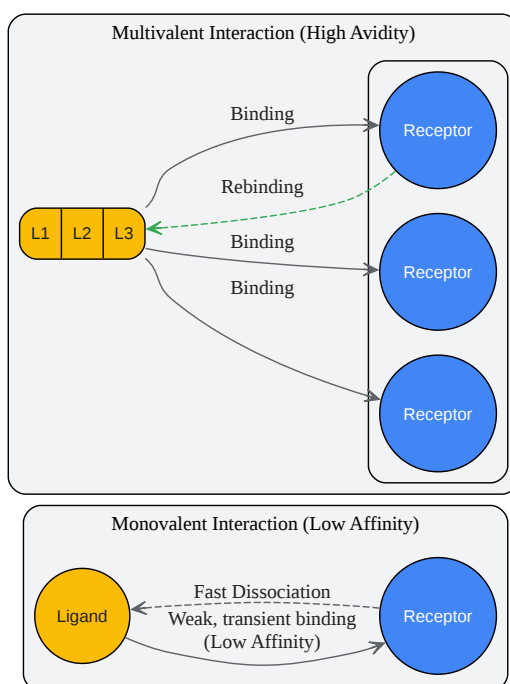 Multivalent Interaction (High Avidity)
Binding
Receptor
Rebinding
L1 L2 L3
Binding
Receptor
Binding
Receptor
Monovalent Interaction (Low Affinity)
Fast Dissociation
Ligand
Weak, transient binding
(Low Affinity)
Receptor